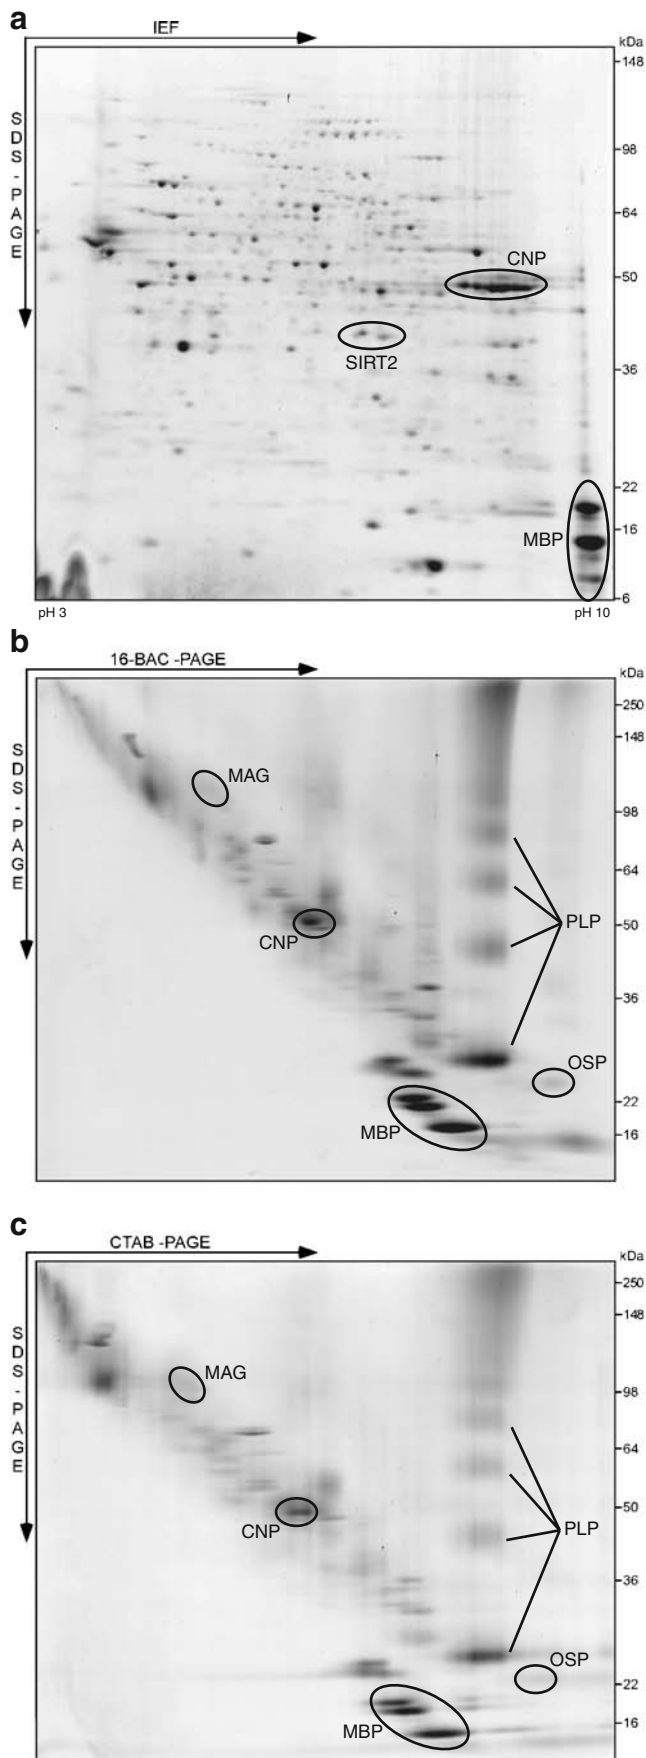 a
IEF
kDa
SDS-PAGE
148
98
64
CNP
50
SIRT2
36
22
MBP
16
6
pH 3
pH 10
b
16-BAC -PAGE
kDa
SDS-PAGE
250
148
MAG
98
64
PLP
50
CNP
36
OSP
22
MBP
16
c
CTAB -PAGE
kDa
SDS-PAGE
250
148
MAG
98
64
50
CNP
PLP
36
OSP
22
MBP
16